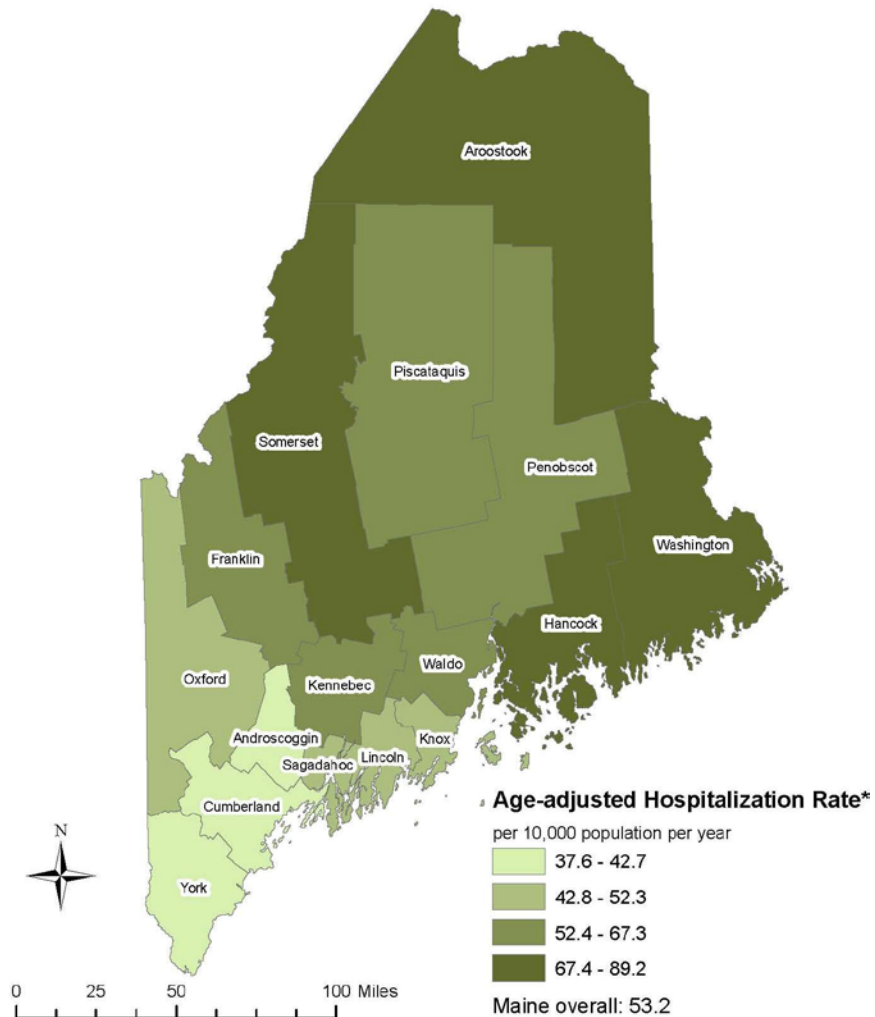 Aroostook
Piscataquis
Somerset
Penobscot
Washington
Franklin
Hancock
Waldo
Oxford
Kennebec
Androscoggin
Knox
Lincoln
Sagadahoc
Cumberland
York
N
0 25 50 100 Miles
Age-adjusted Hospitalization Rate*
per 10,000 population per year
37.6 - 42.7
42.8 - 52.3
52.4 - 67.3
67.4 - 89.2
Maine overall: 53.2